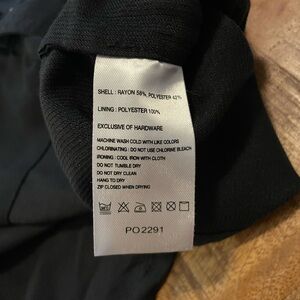 SHELL : RAYON 58%, POLYESTER 42%
LINING : POLYESTER 100%
EXCLUSIVE OF HARDWARE
MACHINE WASH COLD WITH LIKE COLORS
CHLORINATING : DO NOT USE CHLORINE BLEACH
IRONING : COOL IRON WITH CLOTH
DO NOT TUMBLE DRY
DO NOT DRY CLEAN
HANG TO DRY
ZIP CLOSED WHEN DRYING
PO2291